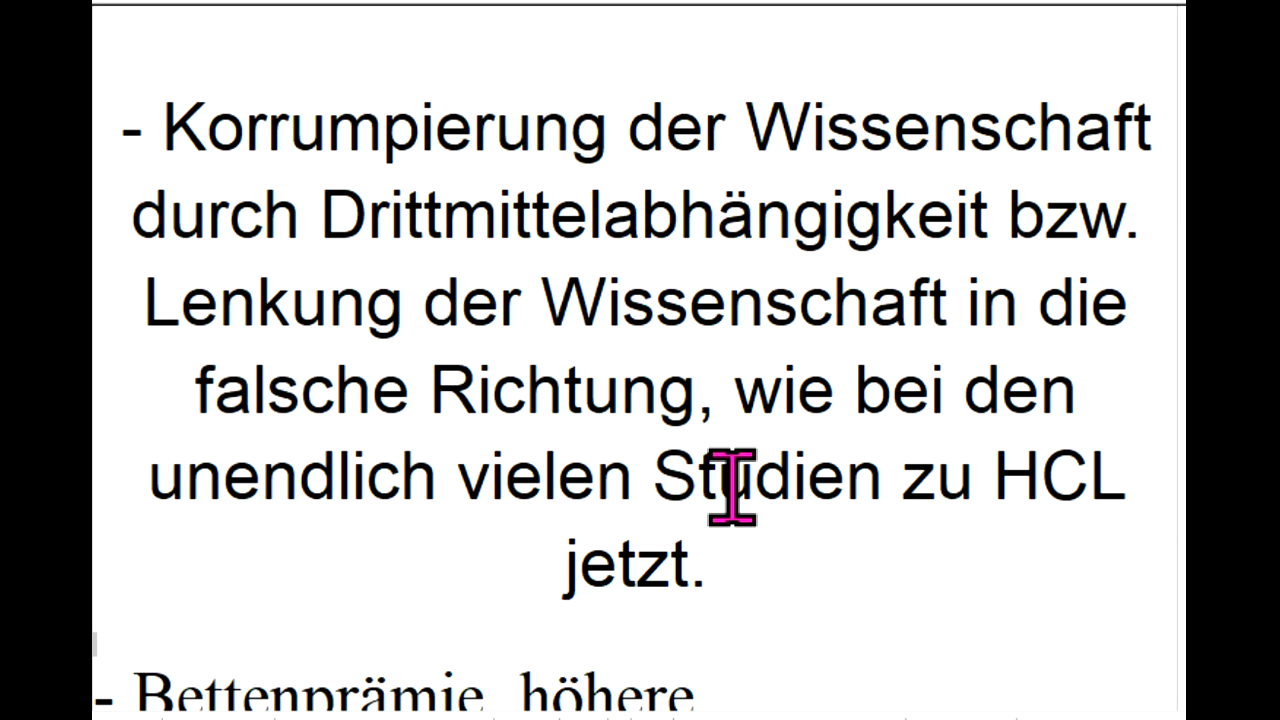 - Korrumpierung der Wissenschaft
durch Drittmittelabhängigkeit bzw.
Lenkung der Wissenschaft in die
falsche Richtung, wie bei den
unendlich vielen Studien zu HCL
jetzt.
- Bettenprämie, höhere